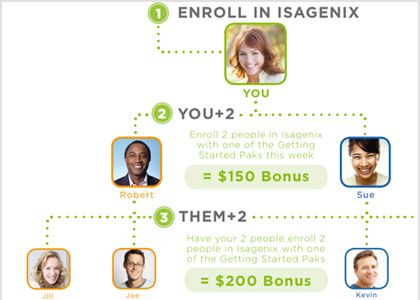 1 ENROLL IN ISAGENIX
YOU
2 YOU+2
Enroll 2 people in Isagenix
with one of the Getting
Started Paks this week
= $150 Bonus
Robert
Sue
3 THEM+2
Have your 2 people enroll 2
people in Isagenix with one
of the Getting Started Paks
= $200 Bonus
Jill
Joe
Kevin